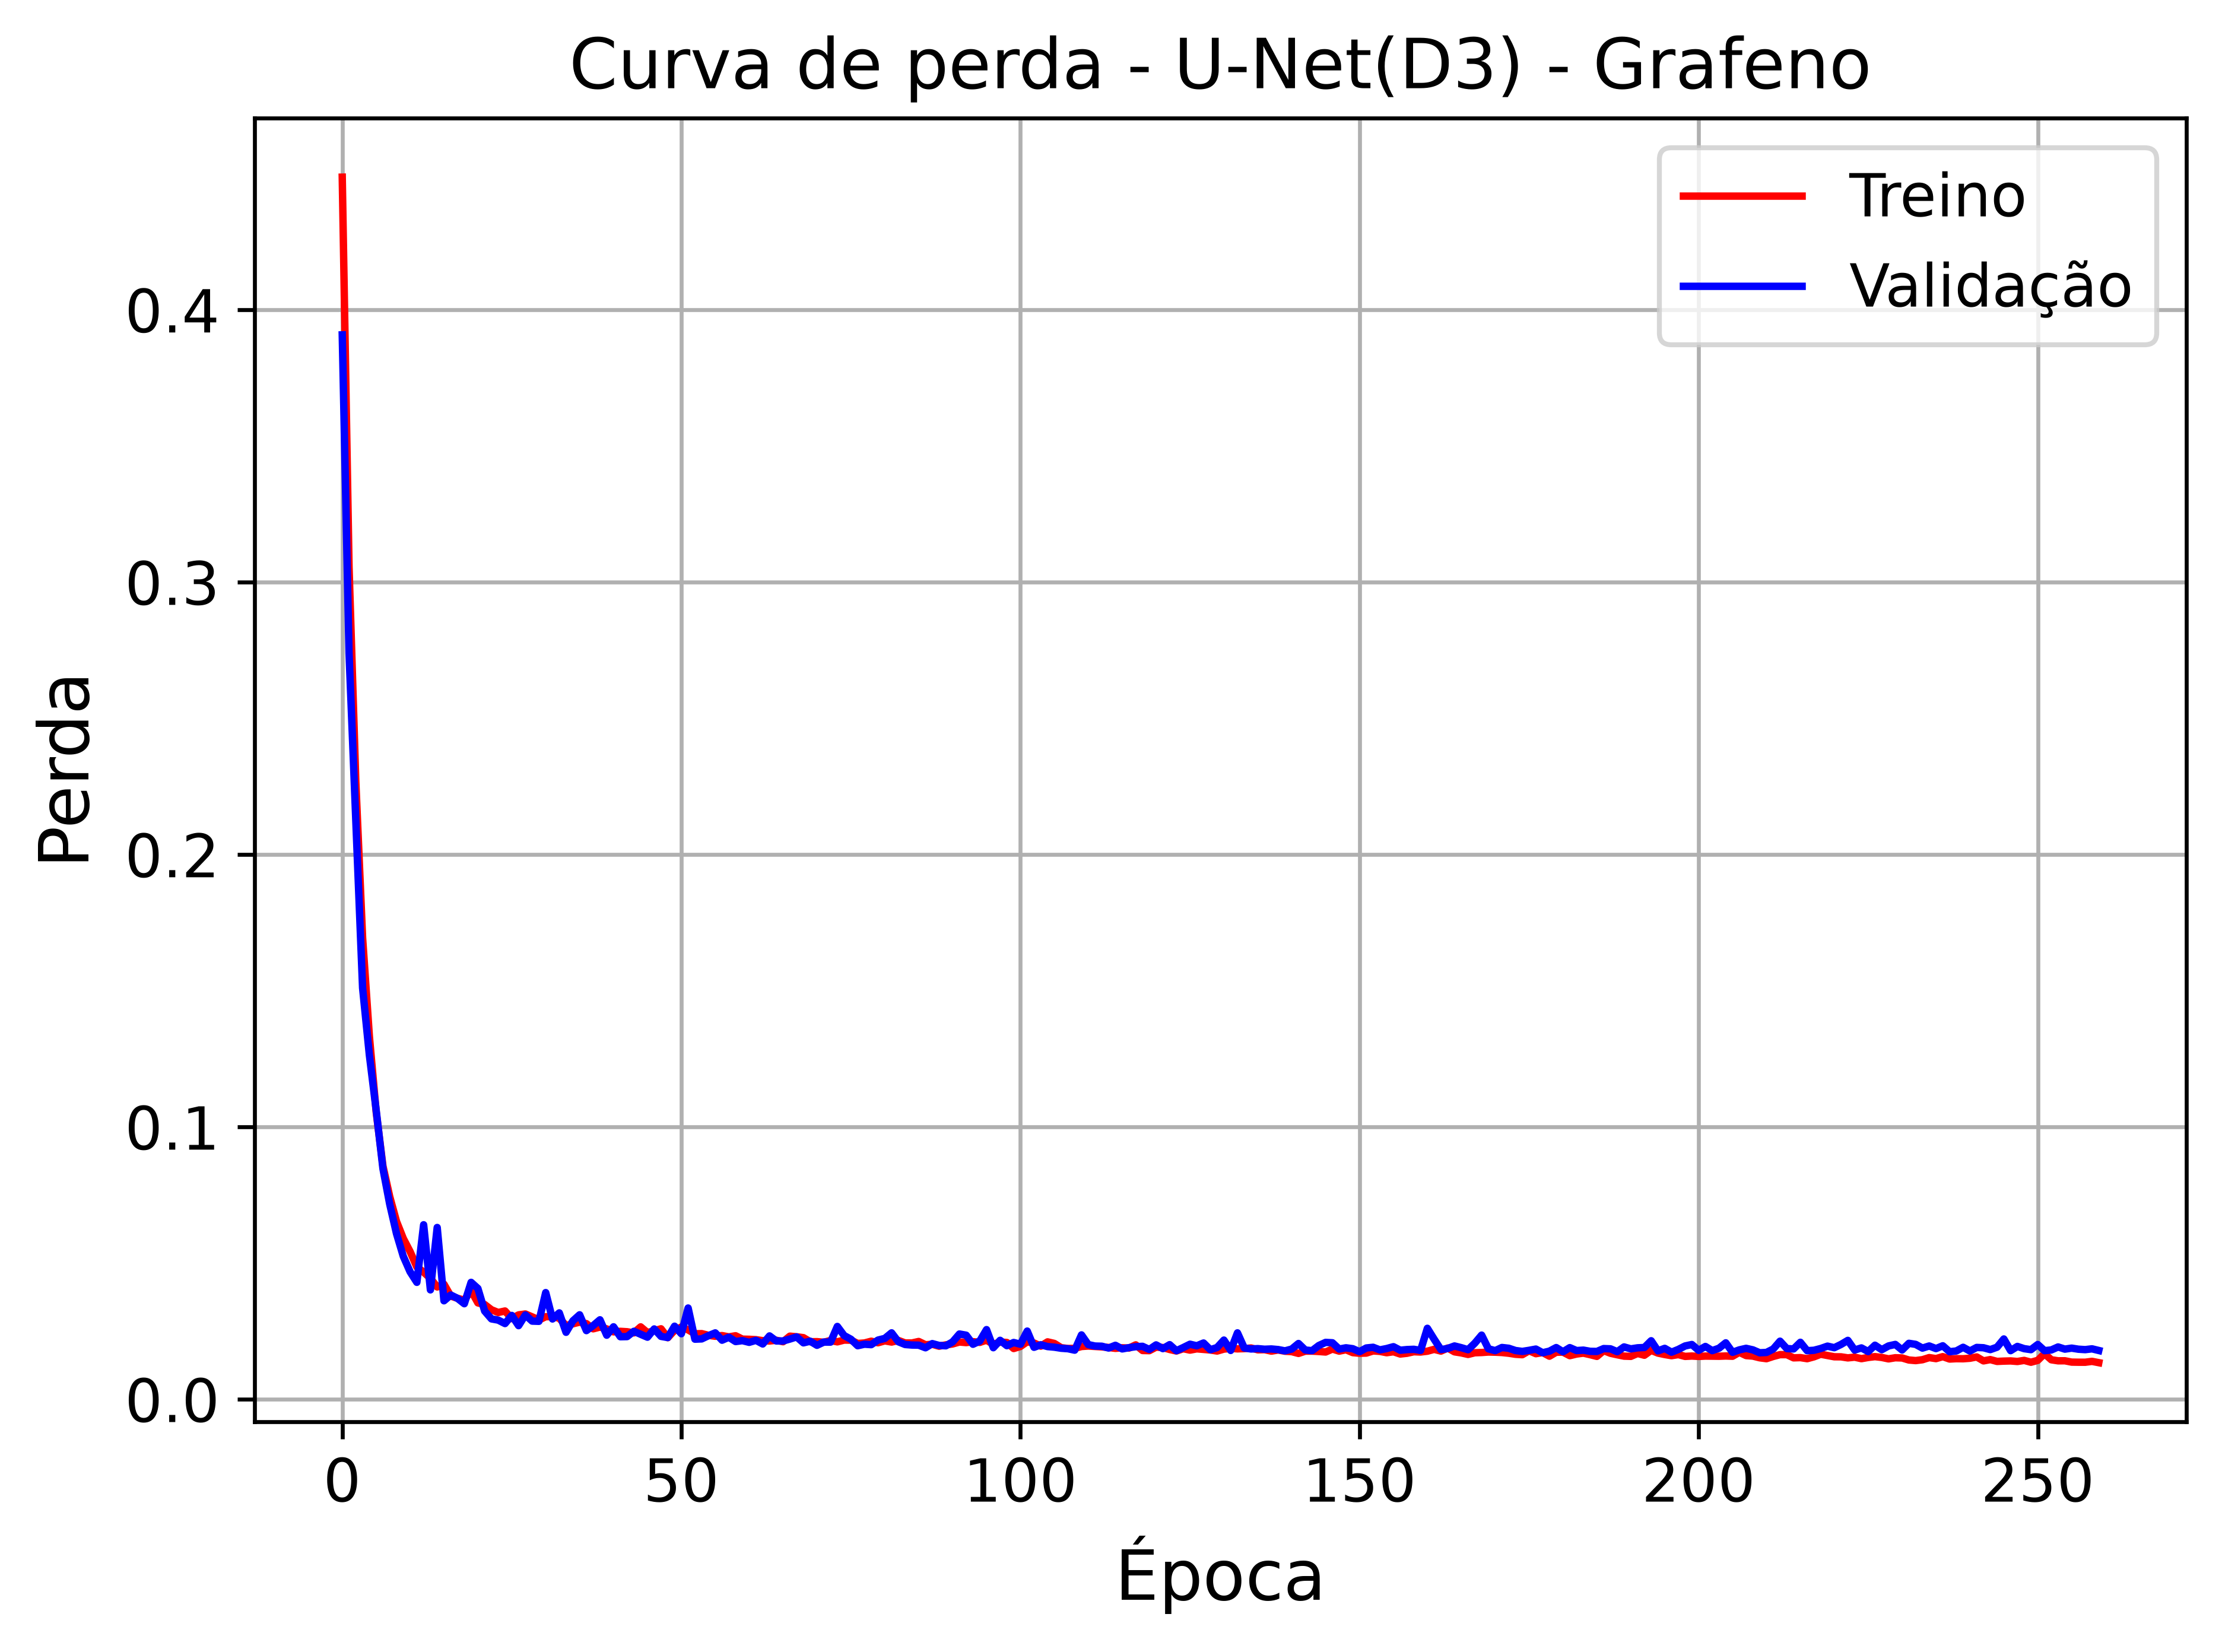 Curva de perda - U-Net(D3) - Grafeno
Treino
Validação
Perda
0.4
0.3
0.2
0.1
0.0
0 50 100 150 200 250
Época